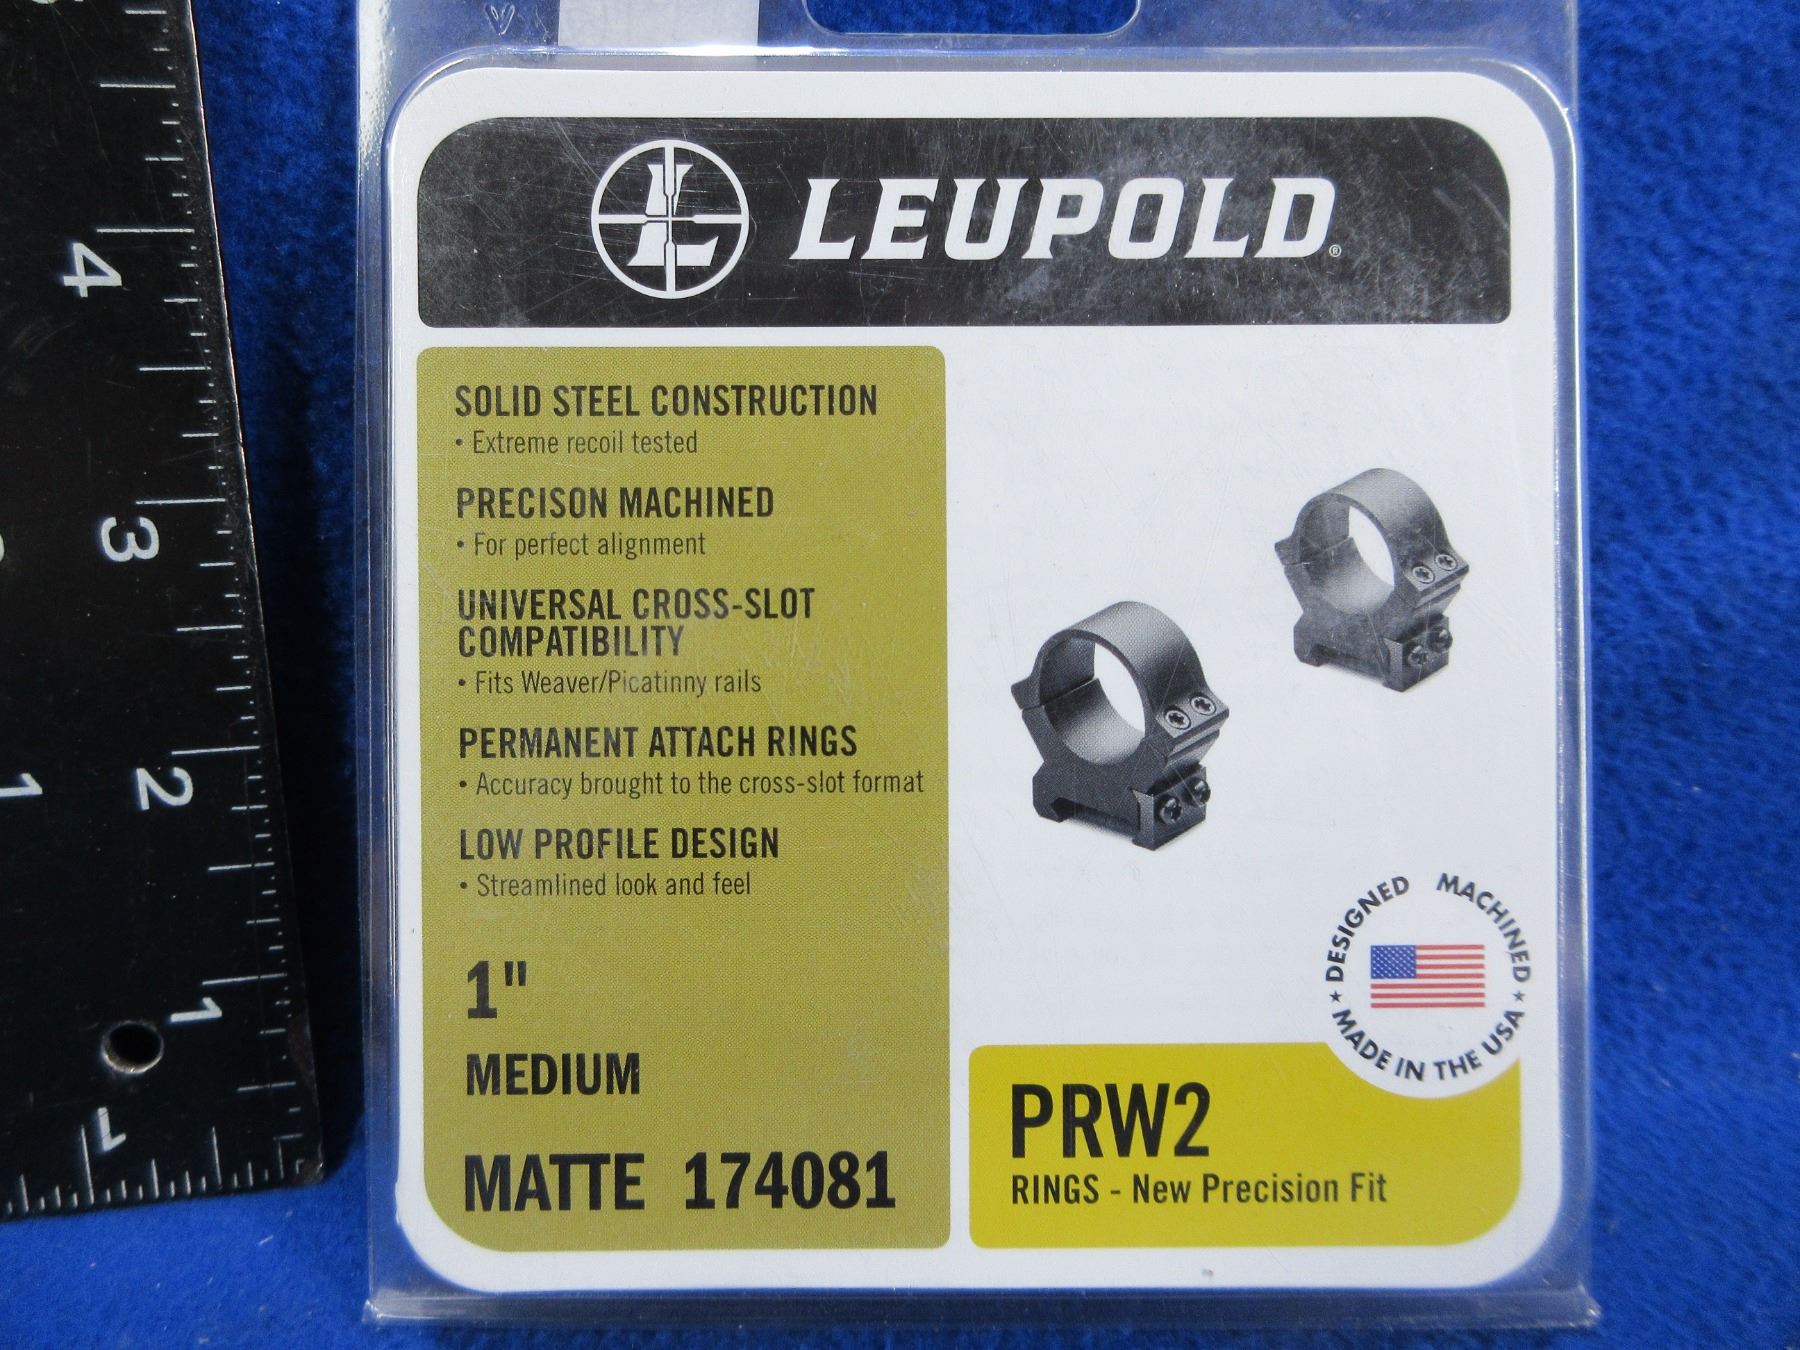 LEUPOLD®
SOLID STEEL CONSTRUCTION
• Extreme recoil tested
PRECISON MACHINED
• For perfect alignment
UNIVERSAL CROSS-SLOT
COMPATIBILITY
• Fits Weaver/Picatinny rails
PERMANENT ATTACH RINGS
• Accuracy brought to the cross-slot format
LOW PROFILE DESIGN
• Streamlined look and feel
1"
MEDIUM
MATTE 174081
DESIGNED MACHINED
★ MADE IN THE USA ★
PRW2
RINGS - New Precision Fit
4
3
2
1
1
1